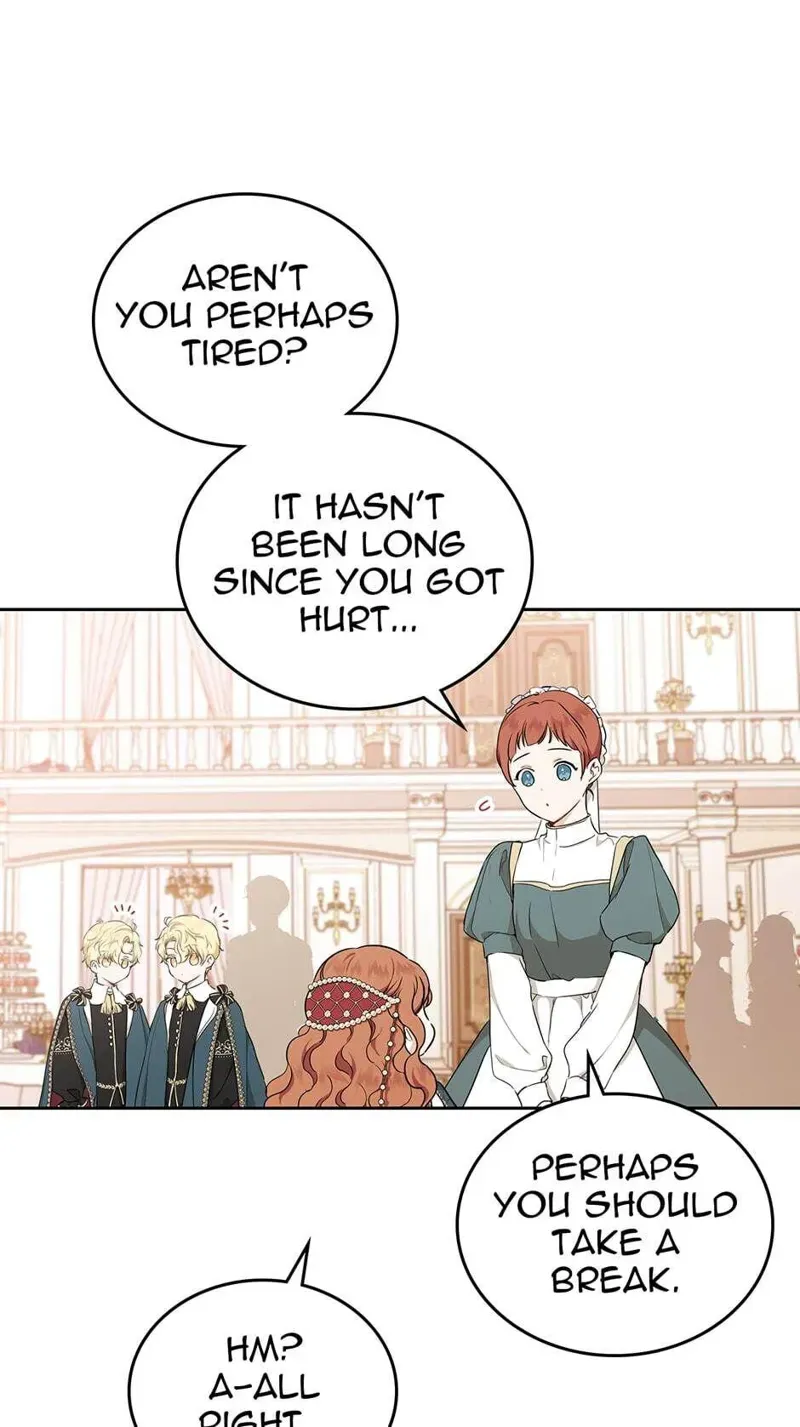 AREN'T
YOU PERHAPS
TIRED?
IT HASN'T
BEEN LONG
SINCE YOU GOT
HURT...
PERHAPS
YOU SHOULD
TAKE A
BREAK.
HM?
A-ALL
RIGHT